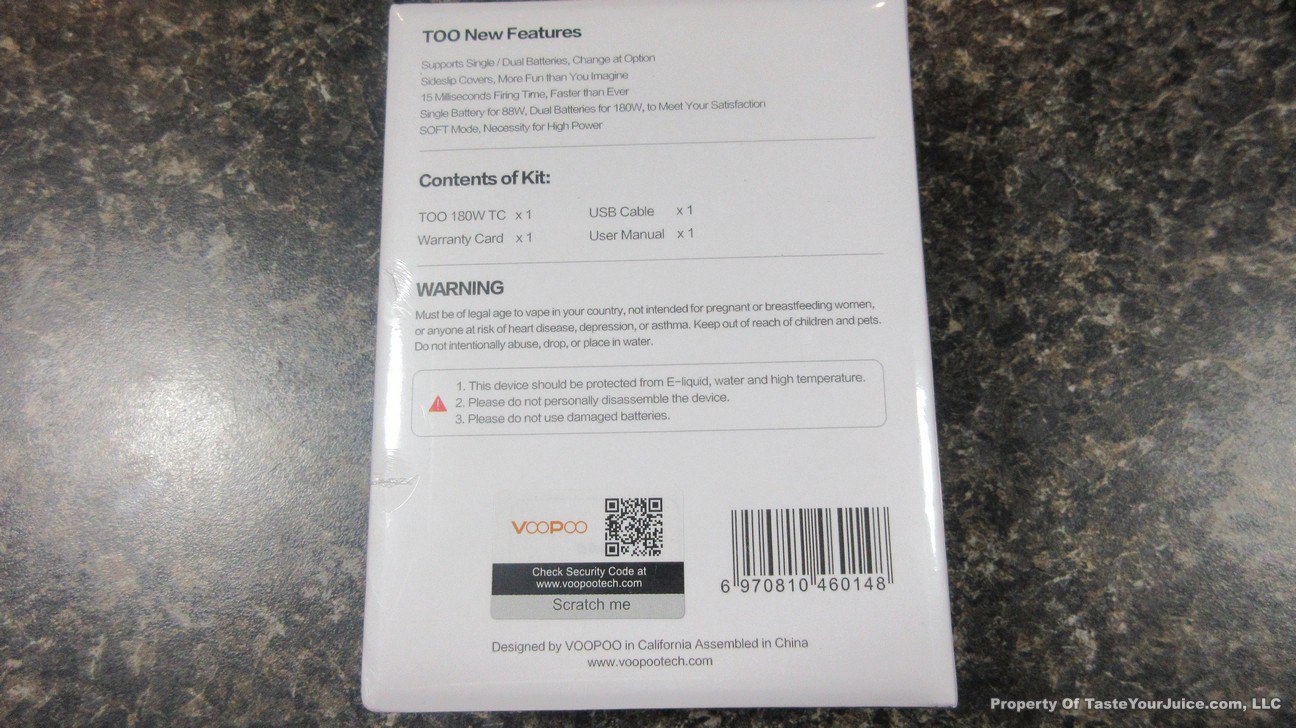 TOO New Features
Supports Single / Dual Batteries, Change at Option
Sideslip Covers, More Fun than You Imagine
15 Milliseconds Firing Time, Faster than Ever
Single Battery for 88W, Dual Batteries for 180W, to Meet Your Satisfaction
SOFT Mode, Necessity for High Power
Contents of Kit:
TOO 180W TC x 1 USB Cable x 1
Warranty Card x 1 User Manual x 1
WARNING
Must be of legal age to vape in your country, not intended for pregnant or breastfeeding women,
or anyone at risk of heart disease, depression, or asthma. Keep out of reach of children and pets.
Do not intentionally abuse, drop, or place in water.
1. This device should be protected from E-liquid, water and high temperature.
2. Please do not personally disassemble the device.
3. Please do not use damaged batteries.
VOOPOO
Check Security Code at
www.voopootech.com
Scratch me
6 970810 460148
Designed by VOOPOO in California Assembled in China
www.voopootech.com
Property Of TasteYourJuice.com, LLC